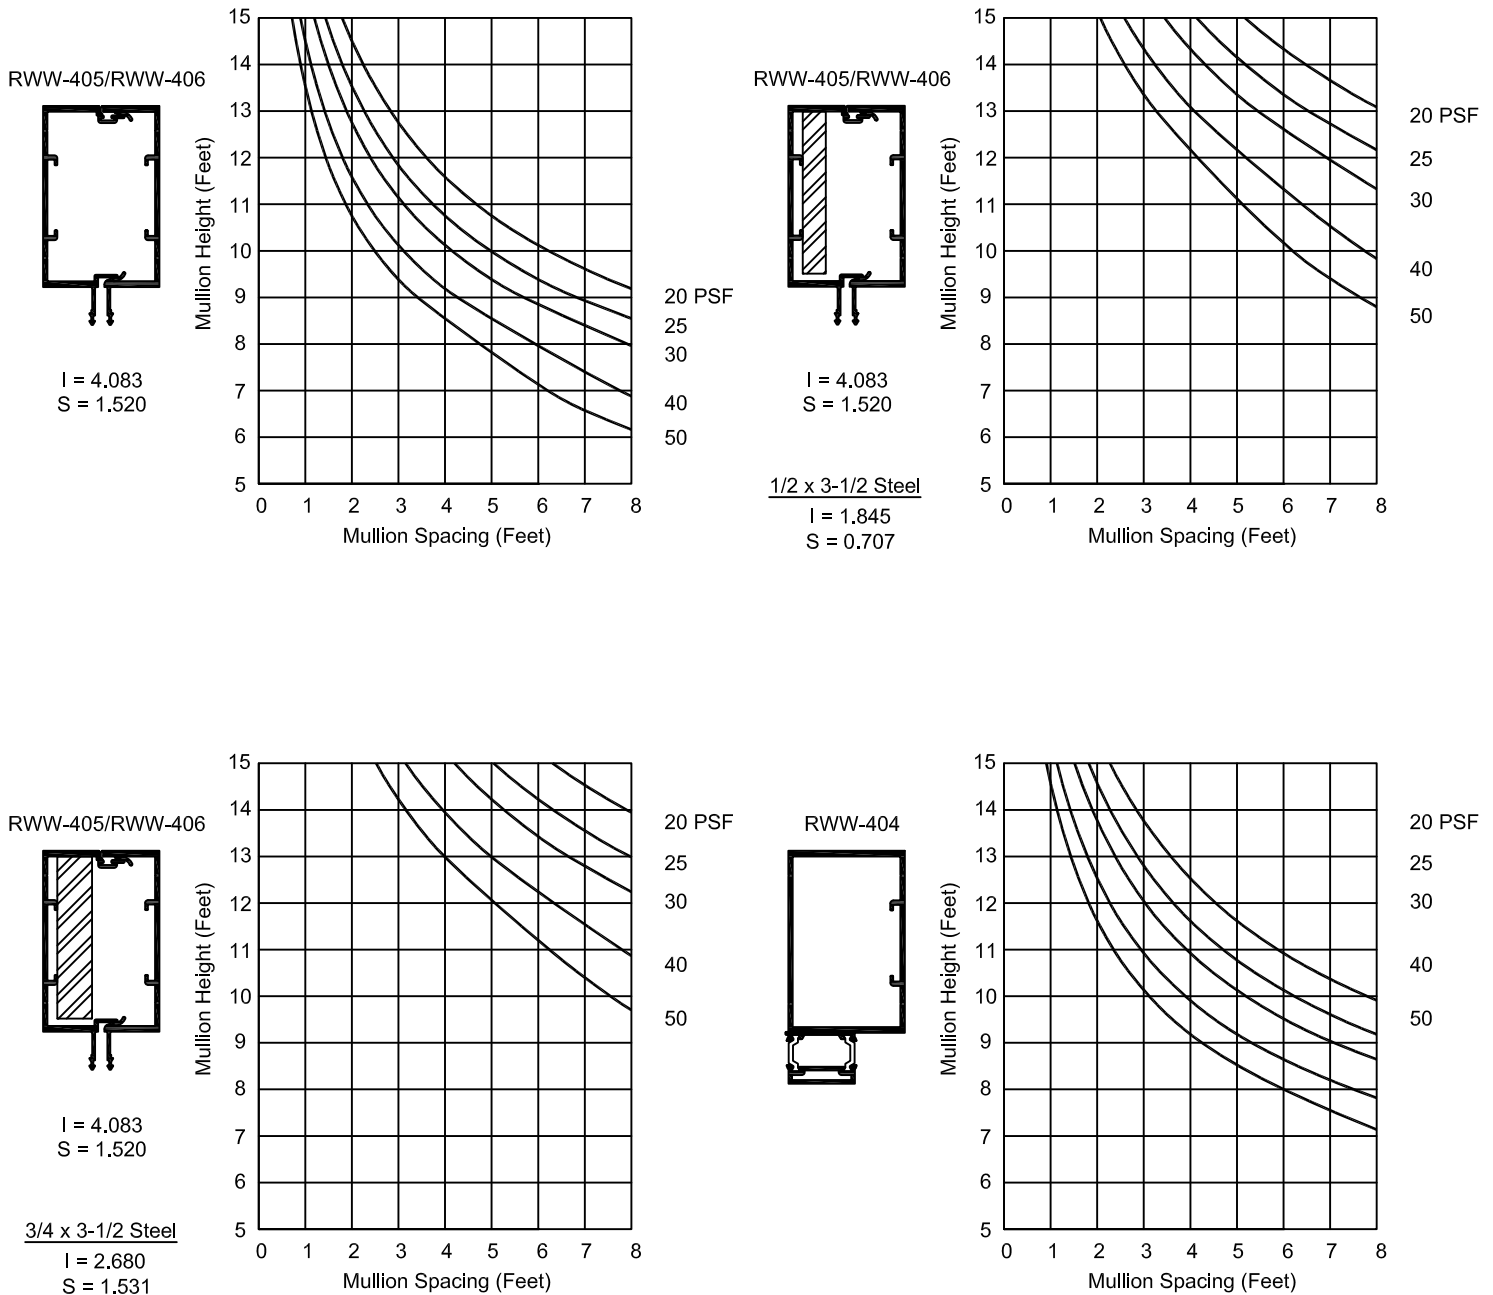 RWW-405/RWW-406
I = 4.083
S = 1.520
Mullion Height (Feet)
15
14
13
12
11
10
9
8
7
6
5
0 1 2 3 4 5 6 7 8
Mullion Spacing (Feet)
20 PSF
25
30
40
50
RWW-405/RWW-406
I = 4.083
S = 1.520
1/2 x 3-1/2 Steel
I = 1.845
S = 0.707
Mullion Height (Feet)
15
14
13
12
11
10
9
8
7
6
5
0 1 2 3 4 5 6 7 8
Mullion Spacing (Feet)
20 PSF
25
30
40
50
RWW-405/RWW-406
I = 4.083
S = 1.520
3/4 x 3-1/2 Steel
I = 2.680
S = 1.531
Mullion Height (Feet)
15
14
13
12
11
10
9
8
7
6
5
0 1 2 3 4 5 6 7 8
Mullion Spacing (Feet)
20 PSF
25
30
40
50
RWW-404
Mullion Height (Feet)
15
14
13
12
11
10
9
8
7
6
5
0 1 2 3 4 5 6 7 8
Mullion Spacing (Feet)
20 PSF
25
30
40
50